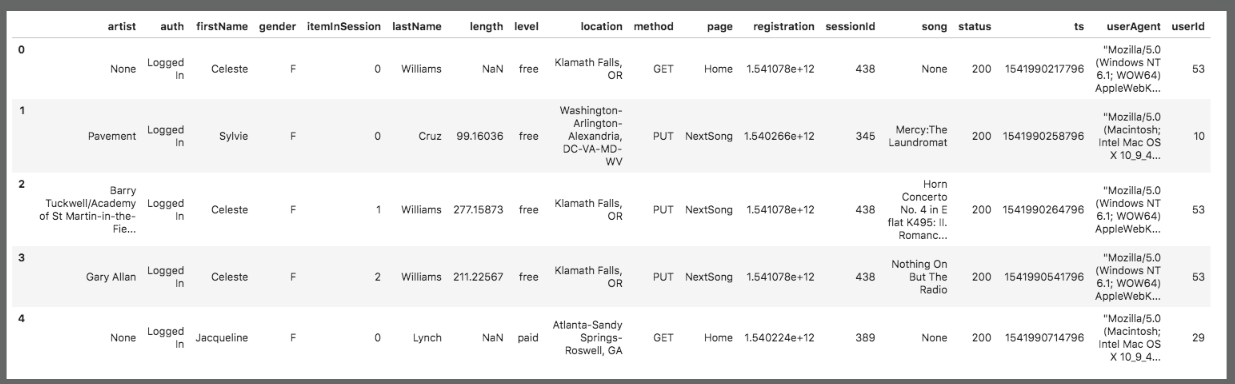 artist auth firstName gender itemInSession lastName length level location method page registration sessionId song status ts userAgent userId
0
None Logged In Celeste F 0 Williams NaN free Klamath Falls, OR GET Home 1.541078e+12 438 None 200 1541990217796 "Mozilla/5.0 (Windows NT 6.1; WOW64) AppleWebK... 53
1
Pavement Logged In Sylvie F 0 Cruz 99.16036 free Washington-Arlington-Alexandria, DC-VA-MD-WV PUT NextSong 1.540266e+12 345 Mercy:The Laundromat 200 1541990258796 "Mozilla/5.0 (Macintosh; Intel Mac OS X 10_9_4... 10
2
Barry Tuckwell/Academy of St Martin-in-the-Fie... Logged In Celeste F 1 Williams 277.15873 free Klamath Falls, OR PUT NextSong 1.541078e+12 438 Horn Concerto No. 4 in E flat K495: II. Romanc... 200 1541990264796 "Mozilla/5.0 (Windows NT 6.1; WOW64) AppleWebK... 53
3
Gary Allan Logged In Celeste F 2 Williams 211.22567 free Klamath Falls, OR PUT NextSong 1.541078e+12 438 Nothing On But The Radio 200 1541990541796 "Mozilla/5.0 (Windows NT 6.1; WOW64) AppleWebK... 53
4
None Logged In Jacqueline F 0 Lynch NaN paid Atlanta-Sandy Springs-Roswell, GA GET Home 1.540224e+12 389 None 200 1541990714796 "Mozilla/5.0 (Macintosh; Intel Mac OS X 10_9_4... 29